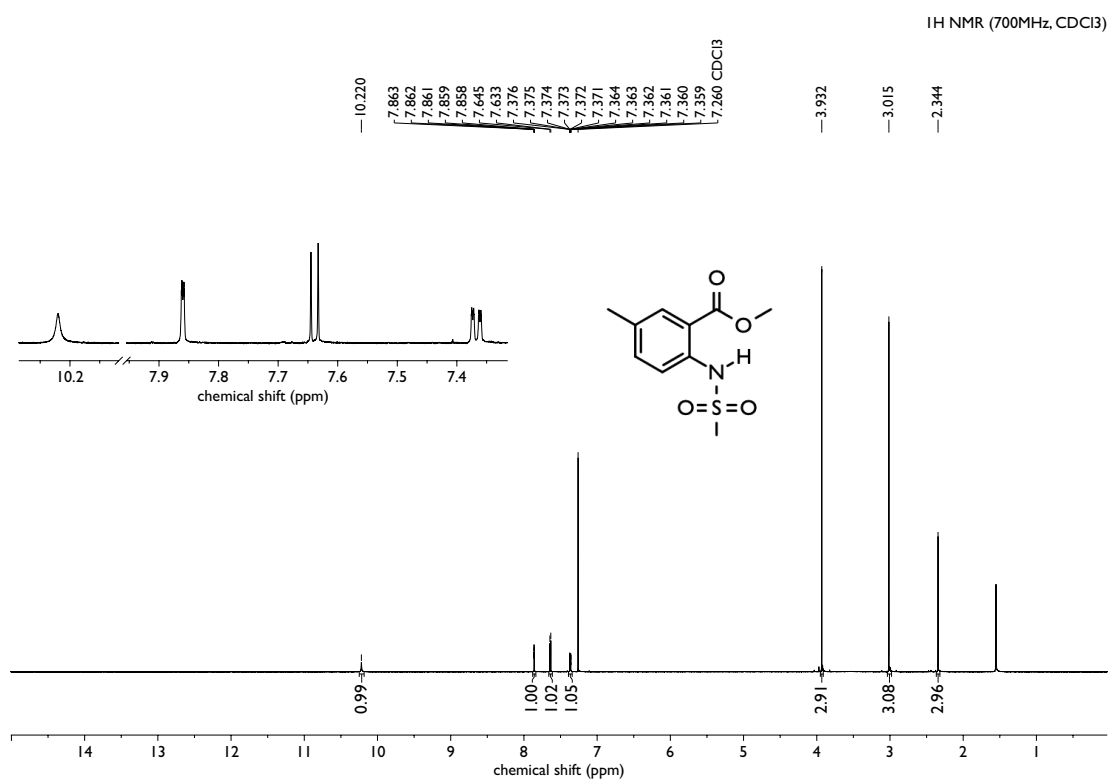 1H NMR (700MHz, CDCl3)
10.220
7.863
7.862
7.861
7.859
7.858
7.645
7.633
7.376
7.375
7.374
7.373
7.372
7.371
7.364
7.363
7.362
7.361
7.360
7.359
7.260 CDCl3
3.932
3.015
2.344
10.2 7.9 7.8 7.7 7.6 7.5 7.4
chemical shift (ppm)
O
O
N H
O=S=O
0.99 1.00 1.02 1.05 2.91 3.08 2.96
14 13 12 11 10 9 8 7 6 5 4 3 2 1
chemical shift (ppm)